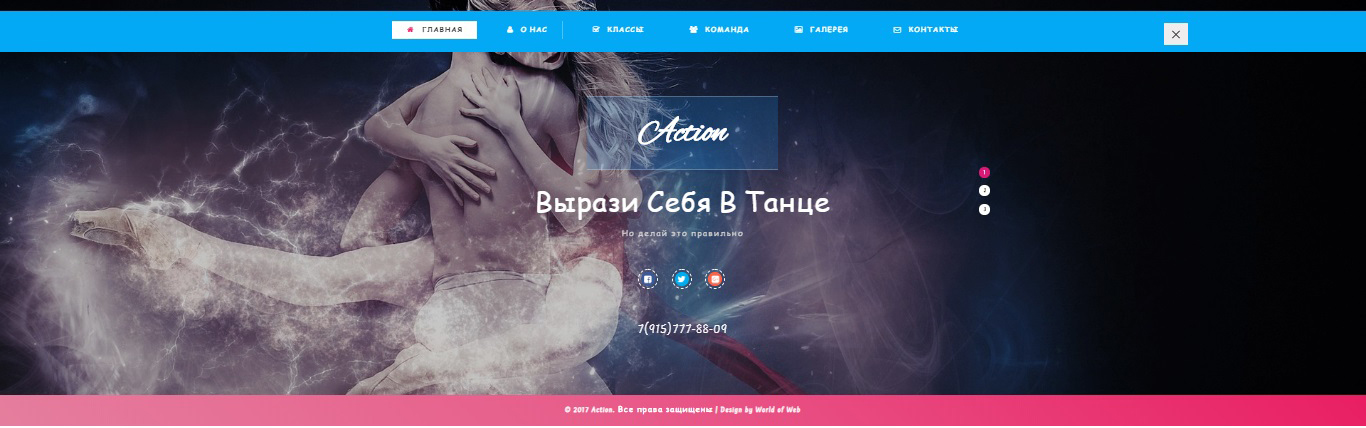 ГЛАВНАЯ О НАС КЛАССЫ КОМАНДА ГАЛЕРЕЯ КОНТАКТЫ
Action
Вырази Себя В Танце
Но делай это правильно
7(915)777-88-09
1
2
3
© 2017 Action. Все права защищены | Design by World of Web